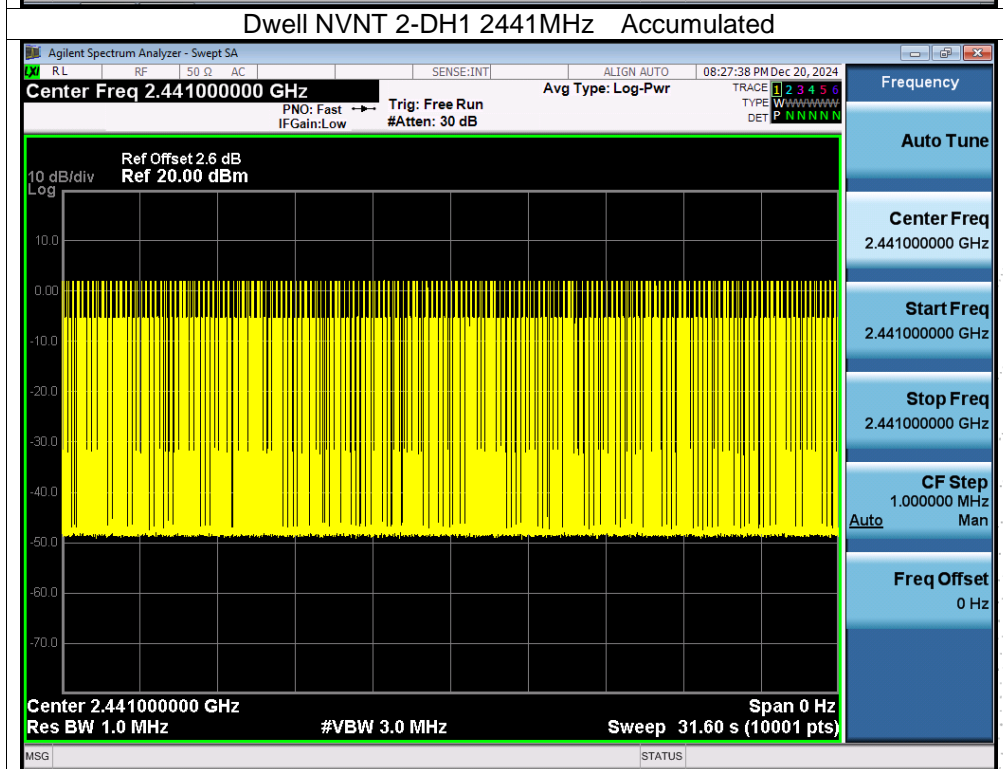 Dwell NVNT 2-DH1 2441MHz Accumulated
Agilent Spectrum Analyzer - Swept SA
LXI RL RF 50 Ω AC SENSE:INT ALIGN AUTO 08:27:38 PM Dec 20, 2024
Center Freq 2.441000000 GHz
PNO: Fast
IFGain:Low
Trig: Free Run
#Atten: 30 dB
Avg Type: Log-Pwr
TRACE 1 2 3 4 5 6
TYPE WWWWWWW
DET P N N N N N
Frequency
Auto Tune
Center Freq
2.441000000 GHz
Start Freq
2.441000000 GHz
Stop Freq
2.441000000 GHz
CF Step
1.000000 MHz
Auto Man
Freq Offset
0 Hz
Ref Offset 2.6 dB
10 dB/div Ref 20.00 dBm
Log
10.0
0.00
-10.0
-20.0
-30.0
-40.0
-50.0
-60.0
-70.0
Center 2.441000000 GHz Span 0 Hz
Res BW 1.0 MHz #VBW 3.0 MHz Sweep 31.60 s (10001 pts)
MSG STATUS